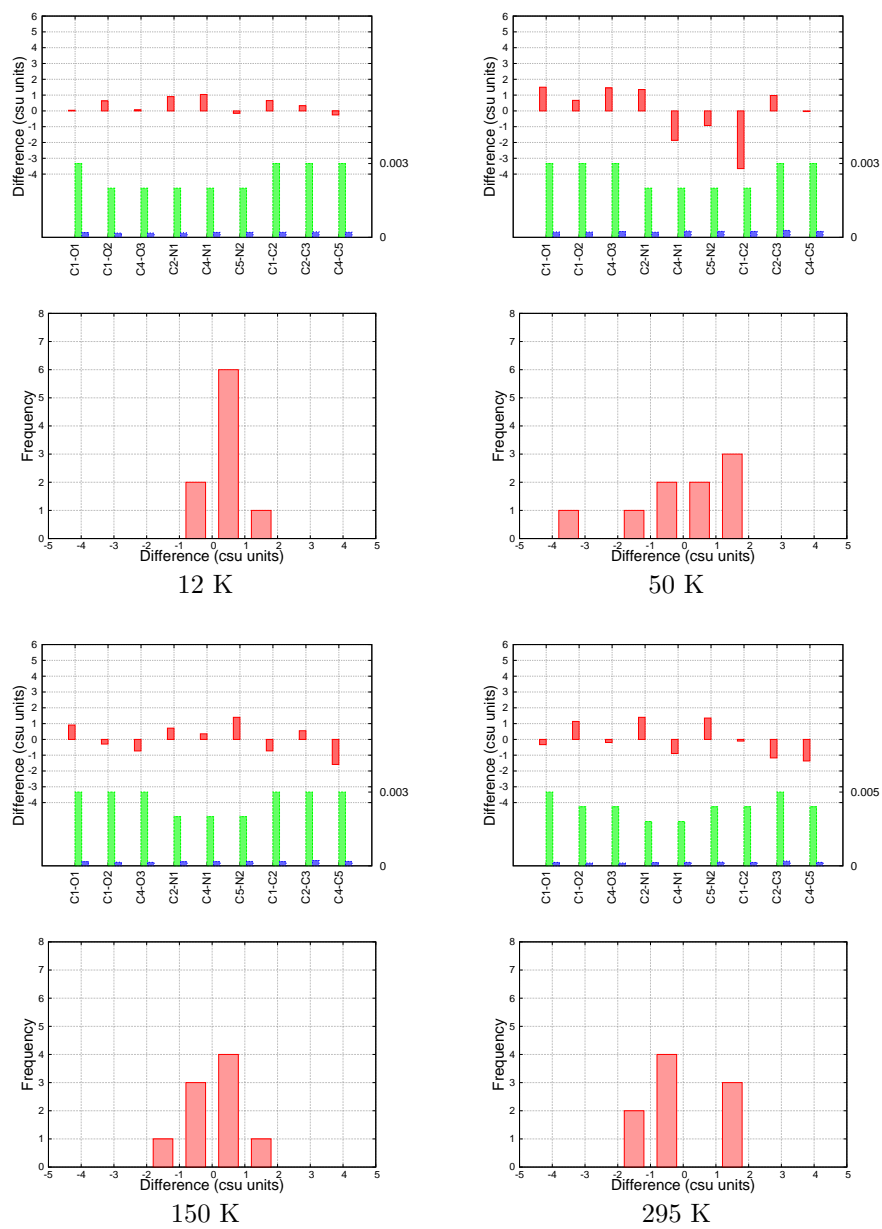 6
5
4
3
2
1
0
-1
-2
-3
-4
Difference (csu units)
0.003
0
C1-O1
C1-O2
C4-O3
C2-N1
C4-N1
C5-N2
C1-C2
C2-C3
C4-C5
6
5
4
3
2
1
0
-1
-2
-3
-4
Difference (csu units)
0.003
0
C1-O1
C1-O2
C4-O3
C2-N1
C4-N1
C5-N2
C1-C2
C2-C3
C4-C5
8
7
6
5
4
3
2
1
0
Frequency
-5 -4 -3 -2 -1 0 1 2 3 4 5
Difference (csu units)
12 K
8
7
6
5
4
3
2
1
0
Frequency
-5 -4 -3 -2 -1 0 1 2 3 4 5
Difference (csu units)
50 K
6
5
4
3
2
1
0
-1
-2
-3
-4
Difference (csu units)
0.003
0
C1-O1
C1-O2
C4-O3
C2-N1
C4-N1
C5-N2
C1-C2
C2-C3
C4-C5
6
5
4
3
2
1
0
-1
-2
-3
-4
Difference (csu units)
0.005
0
C1-O1
C1-O2
C4-O3
C2-N1
C4-N1
C5-N2
C1-C2
C2-C3
C4-C5
8
7
6
5
4
3
2
1
0
Frequency
-5 -4 -3 -2 -1 0 1 2 3 4 5
Difference (csu units)
150 K
8
7
6
5
4
3
2
1
0
Frequency
-5 -4 -3 -2 -1 0 1 2 3 4 5
Difference (csu units)
295 K